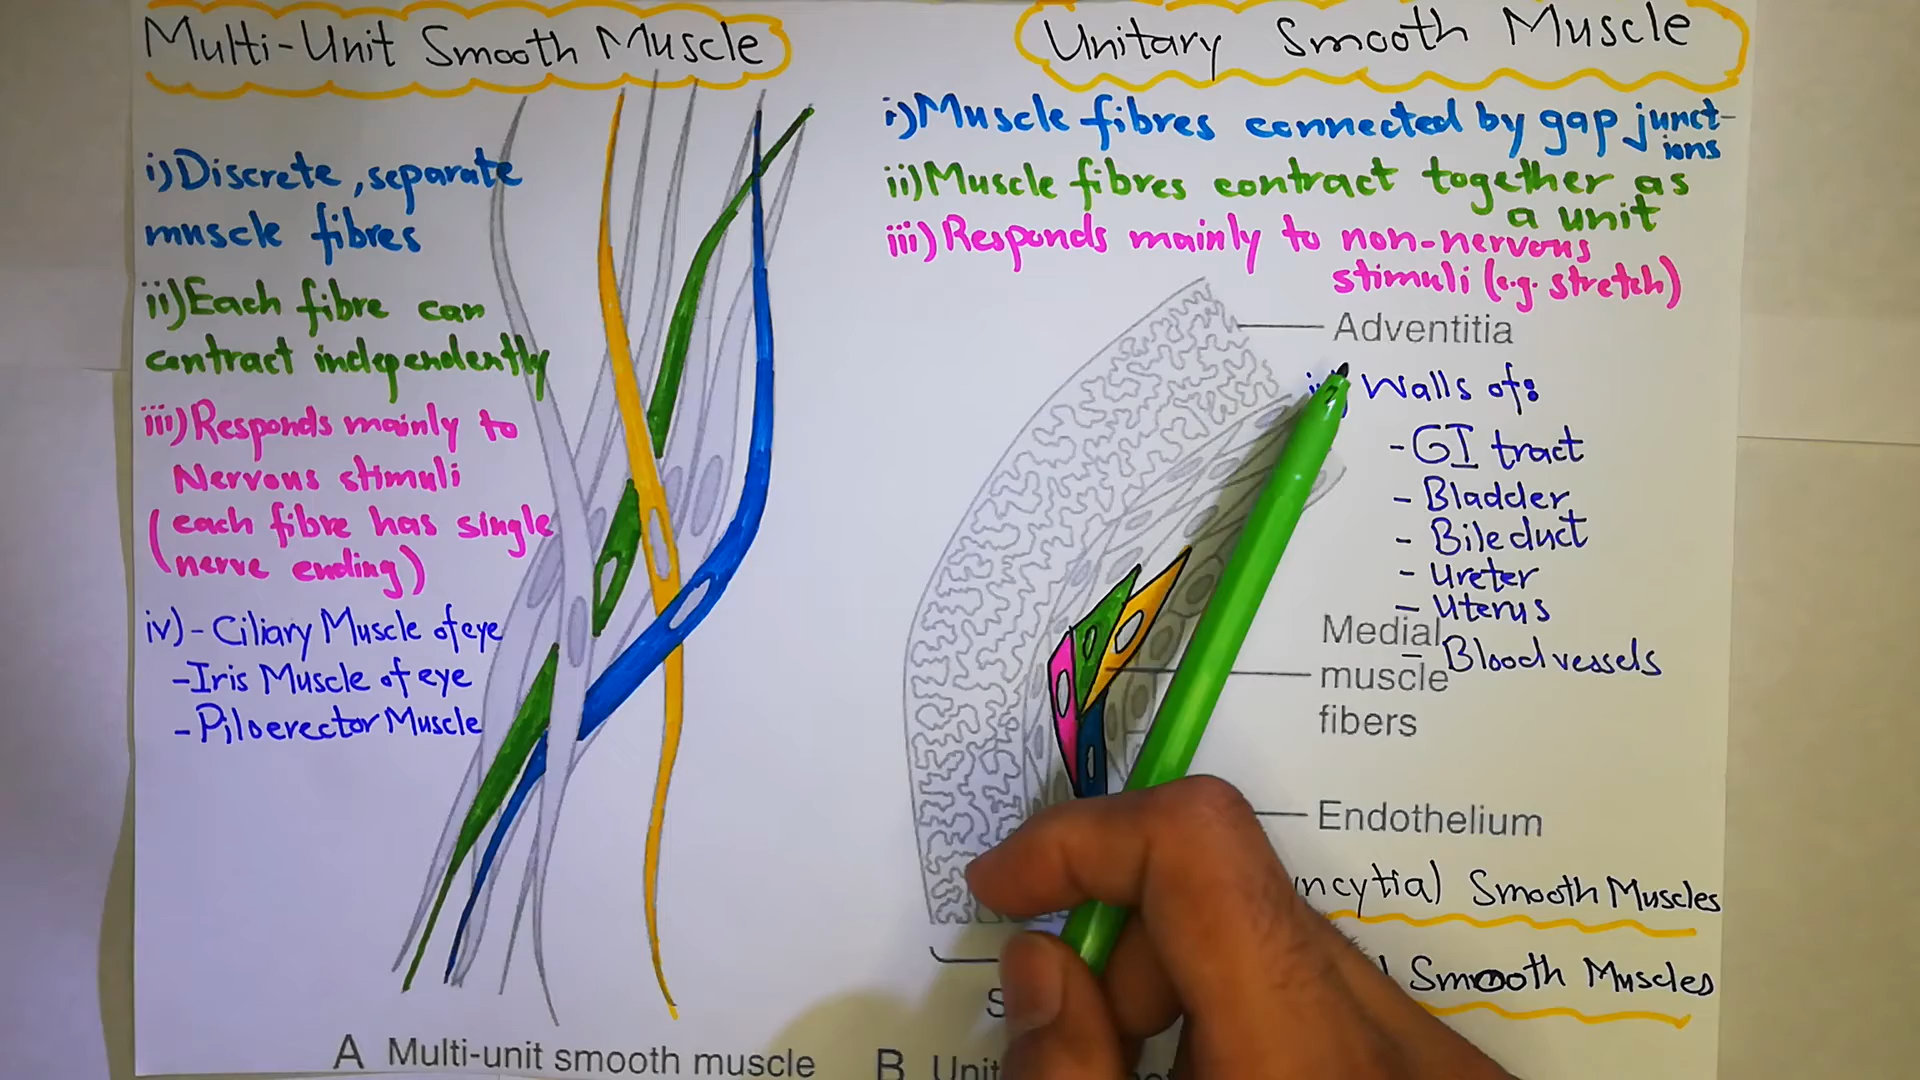 Multi-Unit Smooth Muscle
i) Discrete, separate
muscle fibres
ii) Each fibre can
contract independently
iii) Responds mainly to
Nervous stimuli
(each fibre has single
nerve ending)
iv) - Ciliary Muscle of eye
- Iris Muscle of eye
- Piloerector Muscle
A Multi-unit smooth muscle
Unitary Smooth Muscle
i) Muscle fibres connected by gap junct-
ions
ii) Muscle fibres contract together as
a unit
iii) Responds mainly to non-nervous
stimuli (e.g. stretch)
Adventitia
Walls of:
- GI tract
- Bladder
- Bile duct
- Ureter
- Uterus
- Blood vessels
Medial
muscle
fibers
Endothelium
Smooth Muscles
Smooth Muscles
B